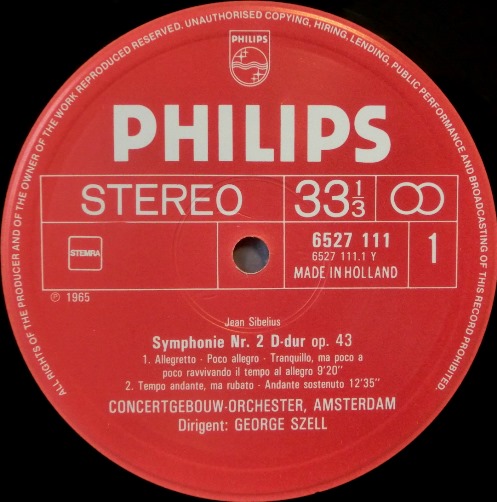 ALL RIGHTS OF THE PRODUCER AND OF THE OWNER OF THE WORK REPRODUCED RESERVED. UNAUTHORISED COPYING, HIRING, LENDING, PUBLIC PERFORMANCE AND BROADCASTING OF THIS RECORD PROHIBITED.
PHILIPS
PHILIPS
STEREO 33 1/3
STEMRA
6527 111
6527 111.1 Y
MADE IN HOLLAND
1
℗ 1965
Jean Sibelius
Symphonie Nr. 2 D-dur op. 43
1. Allegretto - Poco allegro - Tranquillo, ma poco a
poco ravvivando il tempo al allegro 9'20"
2. Tempo andante, ma rubato - Andante sostenuto 12'35"
CONCERTGEBOUW-ORCHESTER, AMSTERDAM
Dirigent: GEORGE SZELL